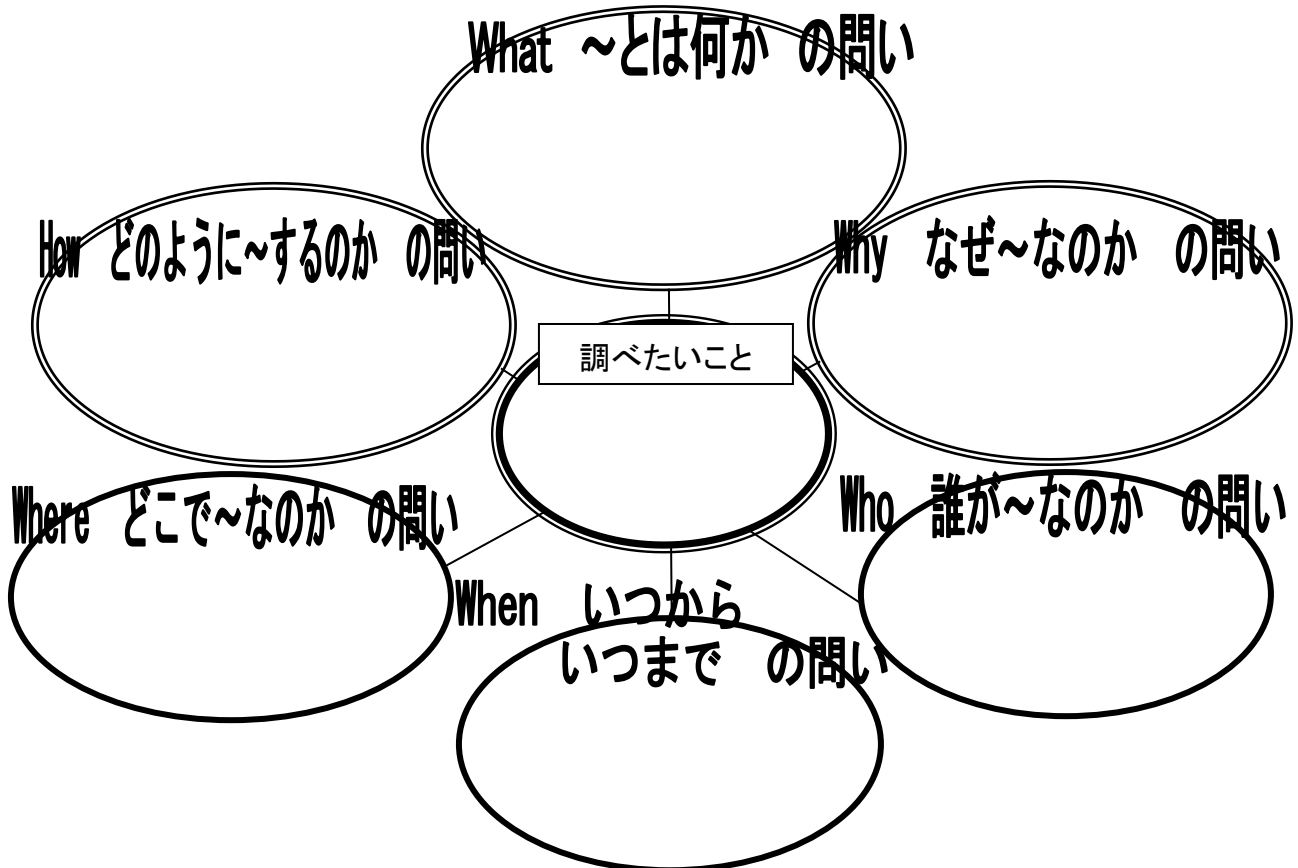 What　～とは何か　の問い
How　どのように～するのか　の問い
Why　なぜ～なのか　の問い
調べたいこと
Where　どこで～なのか　の問い
Who　誰が～なのか　の問い
When　いつから
いつまで　の問い